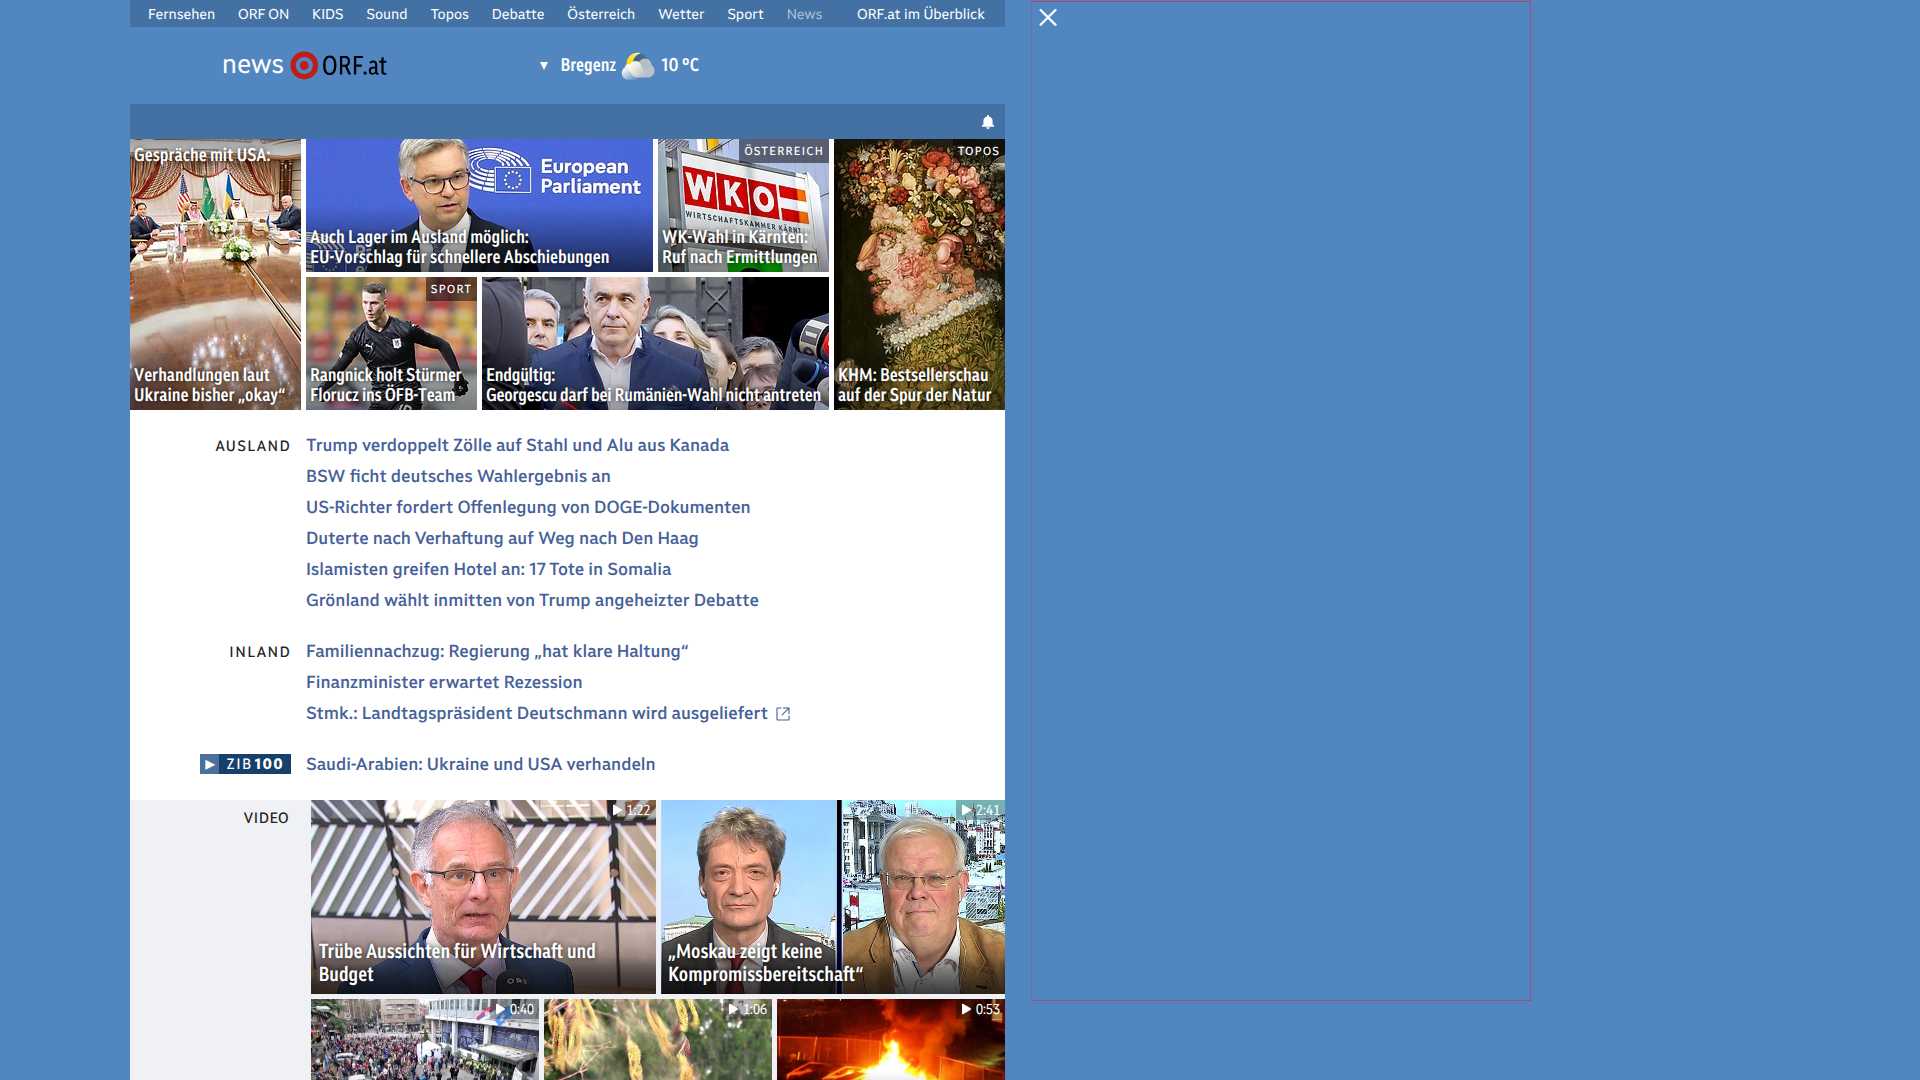 Fernsehen ORF ON KIDS Sound Topos Debatte Österreich Wetter Sport News ORF.at im Überblick
news ORF.at
Bregenz 10 °C
Gespräche mit USA:
Verhandlungen laut
Ukraine bisher „okay“
European
Parliament
Auch Lager im Ausland möglich:
EU-Vorschlag für schnellere Abschiebungen
ÖSTERREICH
WKO
WIRTSCHAFTSKAMMER KÄRNT
WK-Wahl in Kärnten:
Ruf nach Ermittlungen
TOPOS
KHM: Bestsellerschau
auf der Spur der Natur
SPORT
Rangnick holt Stürmer
Florucz ins ÖFB-Team
Endgültig:
Georgescu darf bei Rumänien-Wahl nicht antreten
AUSLAND
Trump verdoppelt Zölle auf Stahl und Alu aus Kanada
BSW ficht deutsches Wahlergebnis an
US-Richter fordert Offenlegung von DOGE-Dokumenten
Duterte nach Verhaftung auf Weg nach Den Haag
Islamisten greifen Hotel an: 17 Tote in Somalia
Grönland wählt inmitten von Trump angeheizter Debatte
INLAND
Familiennachzug: Regierung „hat klare Haltung“
Finanzminister erwartet Rezession
Stmk.: Landtagspräsident Deutschmann wird ausgeliefert
ZIB100
Saudi-Arabien: Ukraine und USA verhandeln
VIDEO
1:22
Trübe Aussichten für Wirtschaft und
Budget
2:41
„Moskau zeigt keine
Kompromissbereitschaft“
0:40
1:06
0:53